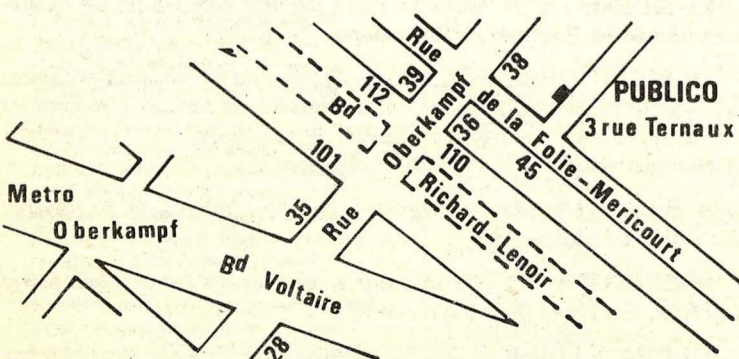 Rue
112
39
38
Bd
Oberkampf
de la Folie-Mericourt
PUBLICO
3 rue Ternaux
101
36
110
45
Richard-Lenoir
Metro
Oberkampf
35
Rue
Bd Voltaire
28